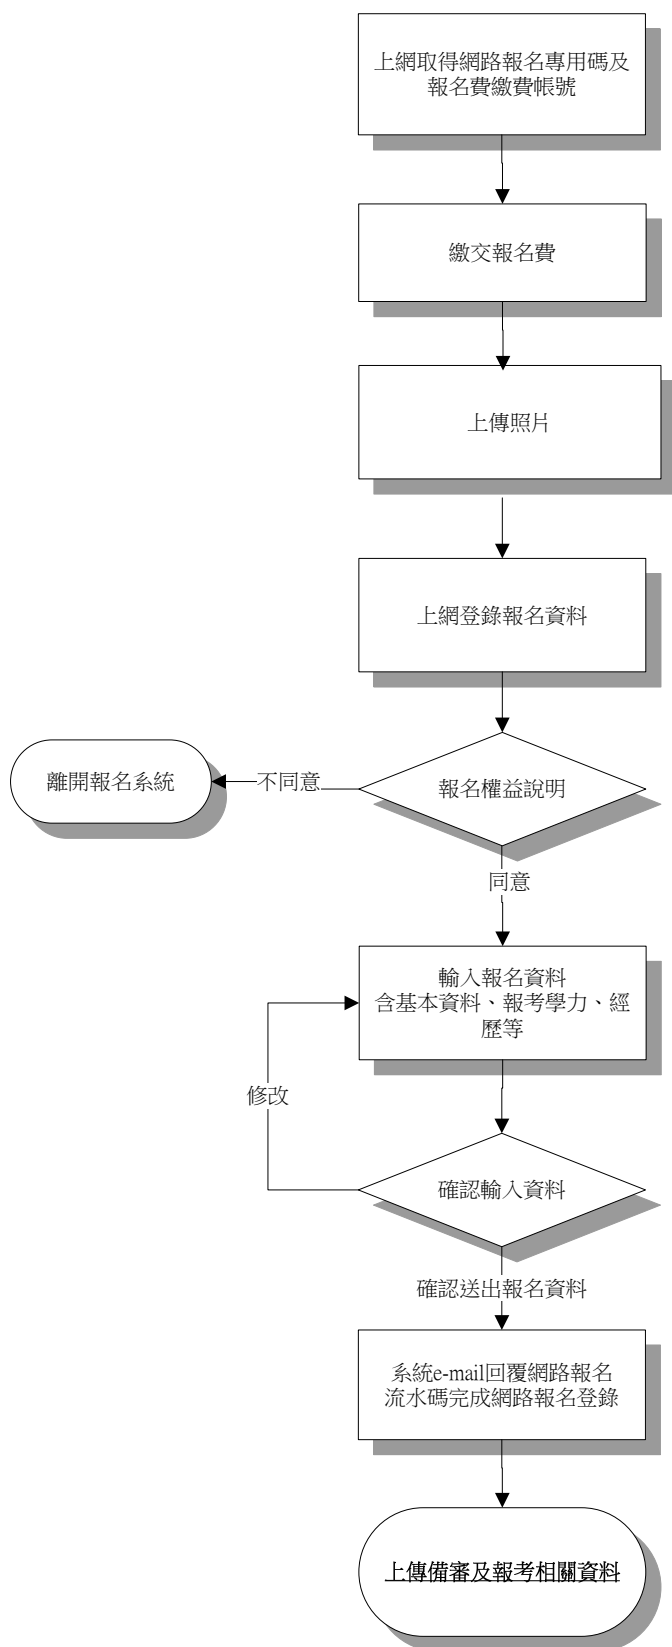 上網取得網路報名專用碼及
報名費繳費帳號
繳交報名費
上傳照片
上網登錄報名資料
離開報名系統
不同意
報名權益說明
同意
輸入報名資料
含基本資料、報考學力、經
歷等
修改
確認輸入資料
確認送出報名資料
系統e-mail回覆網路報名
流水碼完成網路報名登錄
上傳備審及報考相關資料